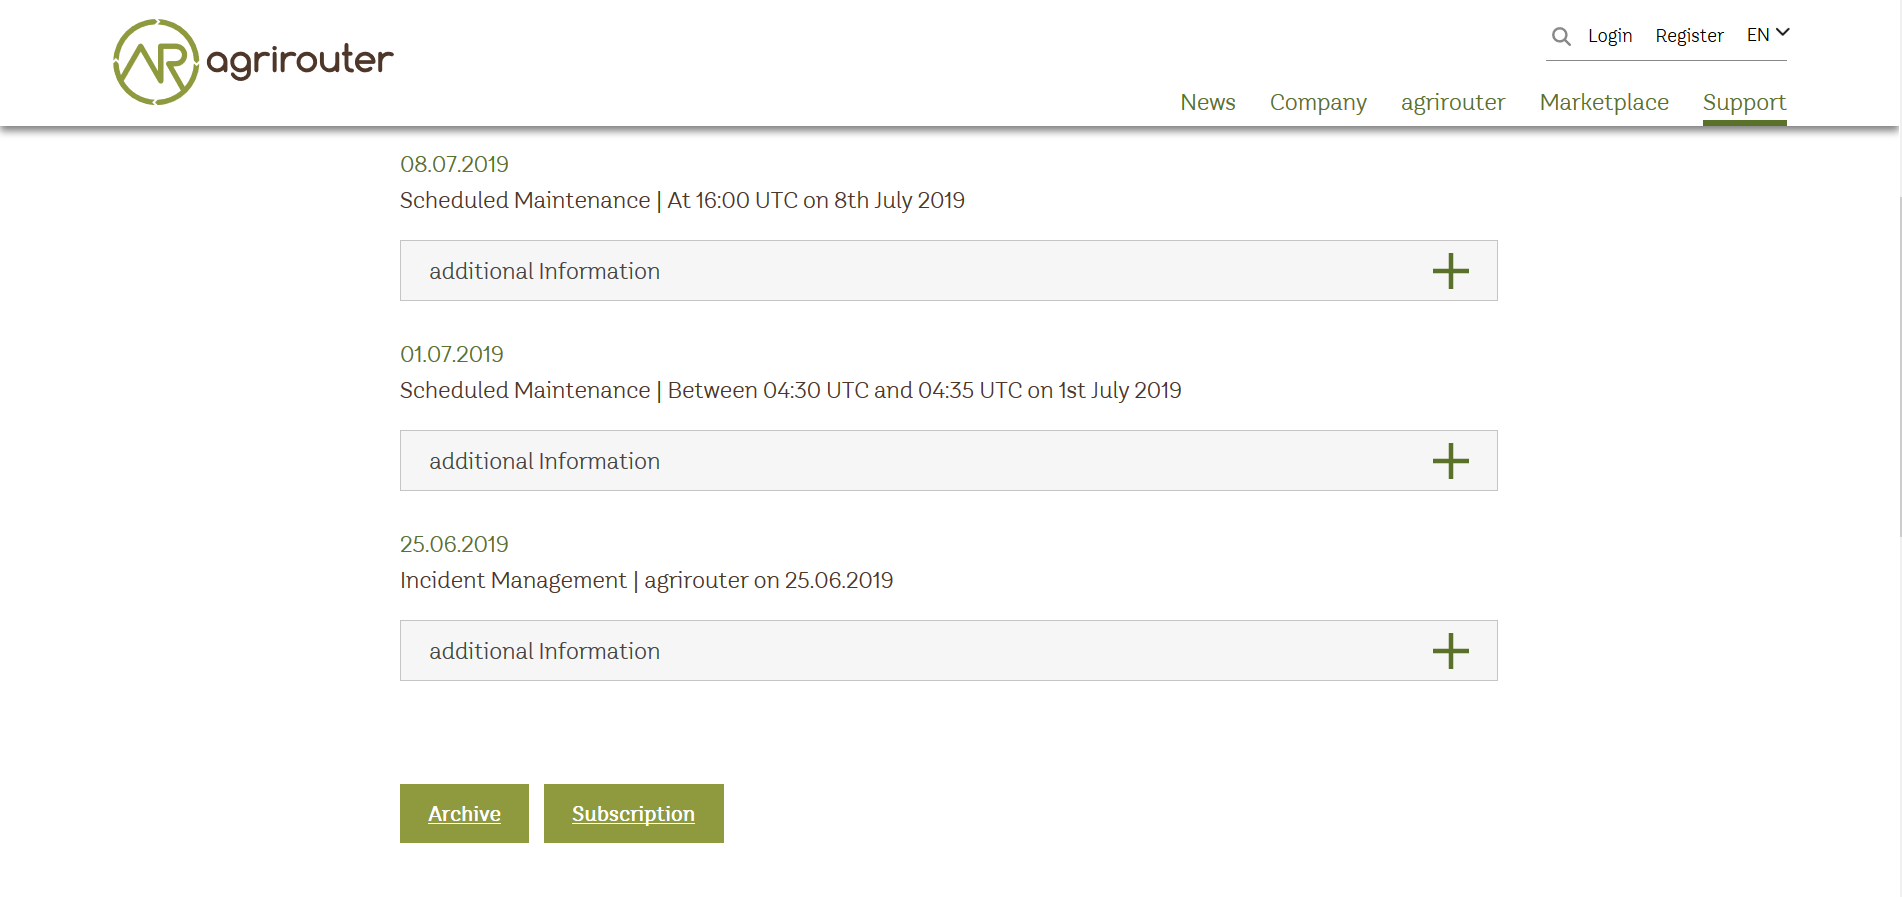 AR agrirouter
Login Register EN
News Company agrirouter Marketplace Support
08.07.2019
Scheduled Maintenance | At 16:00 UTC on 8th July 2019
additional Information
01.07.2019
Scheduled Maintenance | Between 04:30 UTC and 04:35 UTC on 1st July 2019
additional Information
25.06.2019
Incident Management | agrirouter on 25.06.2019
additional Information
Archive Subscription